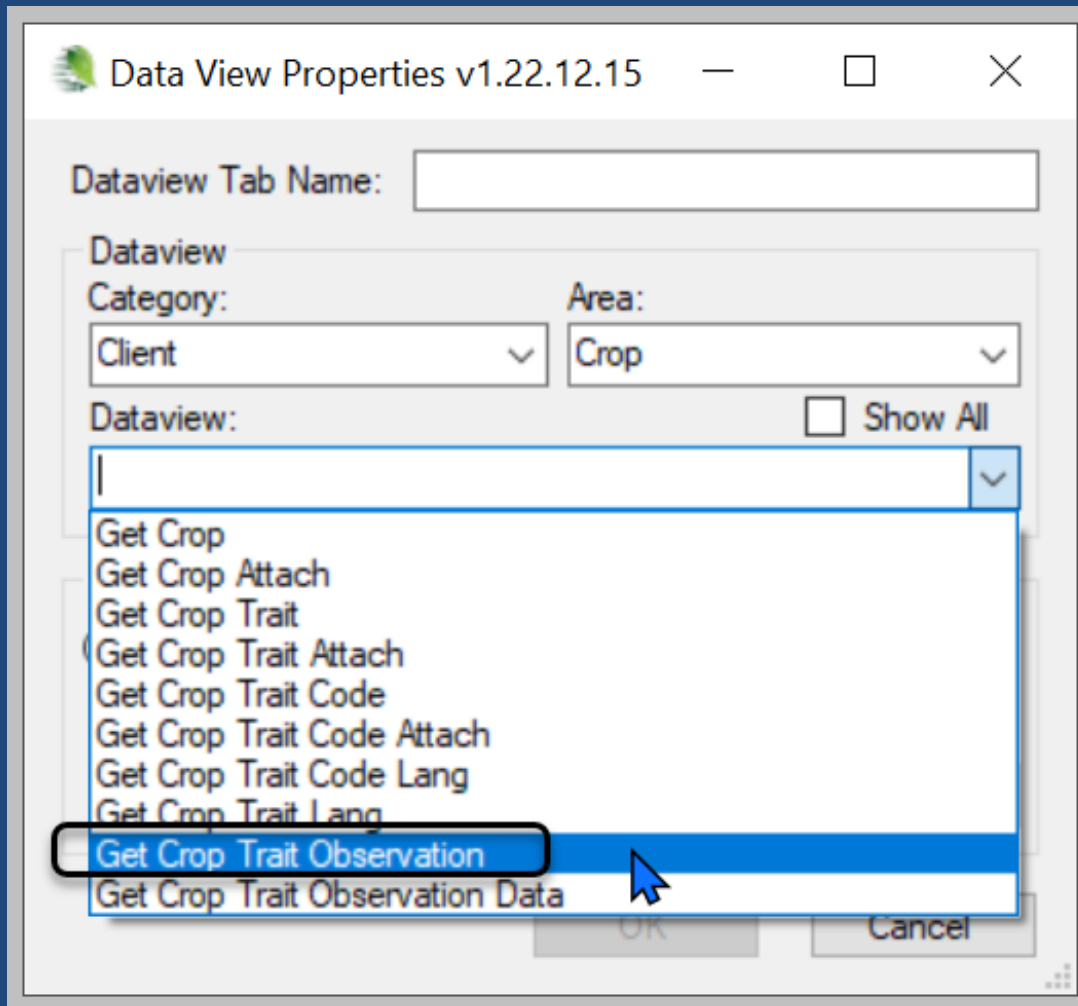 Data View Properties v1.22.12.15
Dataview Tab Name:
Dataview
Category: Area:
Client Crop
Dataview: Show All
Get Crop
Get Crop Attach
Get Crop Trait
Get Crop Trait Attach
Get Crop Trait Code
Get Crop Trait Code Attach
Get Crop Trait Code Lang
Get Crop Trait Lang
Get Crop Trait Observation
Get Crop Trait Observation Data
OK Cancel